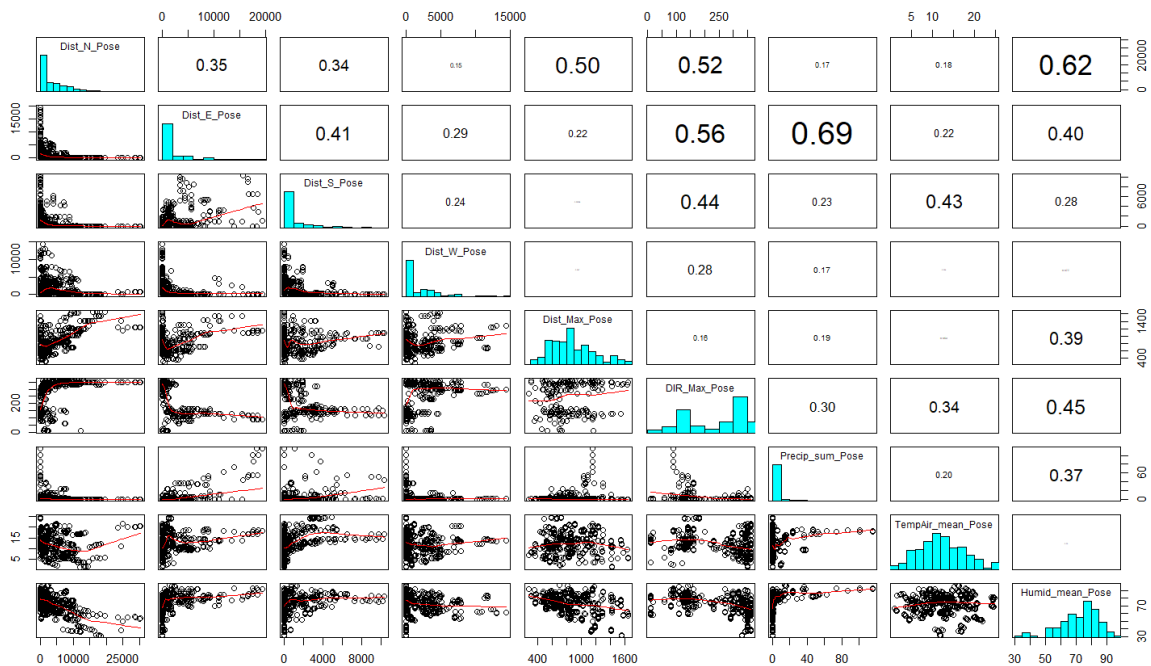 0 10000 20000 0 5000 15000 0 100 250 5 10 20
Dist_N_Pose 0.35 0.34 0.50 0.52 0.17 0.18 0.62 0 20000
0 15000 Dist_E_Pose 0.41 0.29 0.22 0.56 0.69 0.22 0.40
Dist_S_Pose 0.24 0.44 0.23 0.43 0.28 0 6000
0 10000 Dist_W_Pose 0.28 0.17
Dist_Max_Pose 0.16 0.19 0.39 400 1400
0 200 DIR_Max_Pose 0.30 0.34 0.45
Precip_sum_Pose 0.20 0.37 0 60
5 15 TempAir_mean_Pose
Humid_mean_Pose 30 70
0 10000 25000 0 4000 8000 400 1000 1600 0 40 80 30 50 70 90